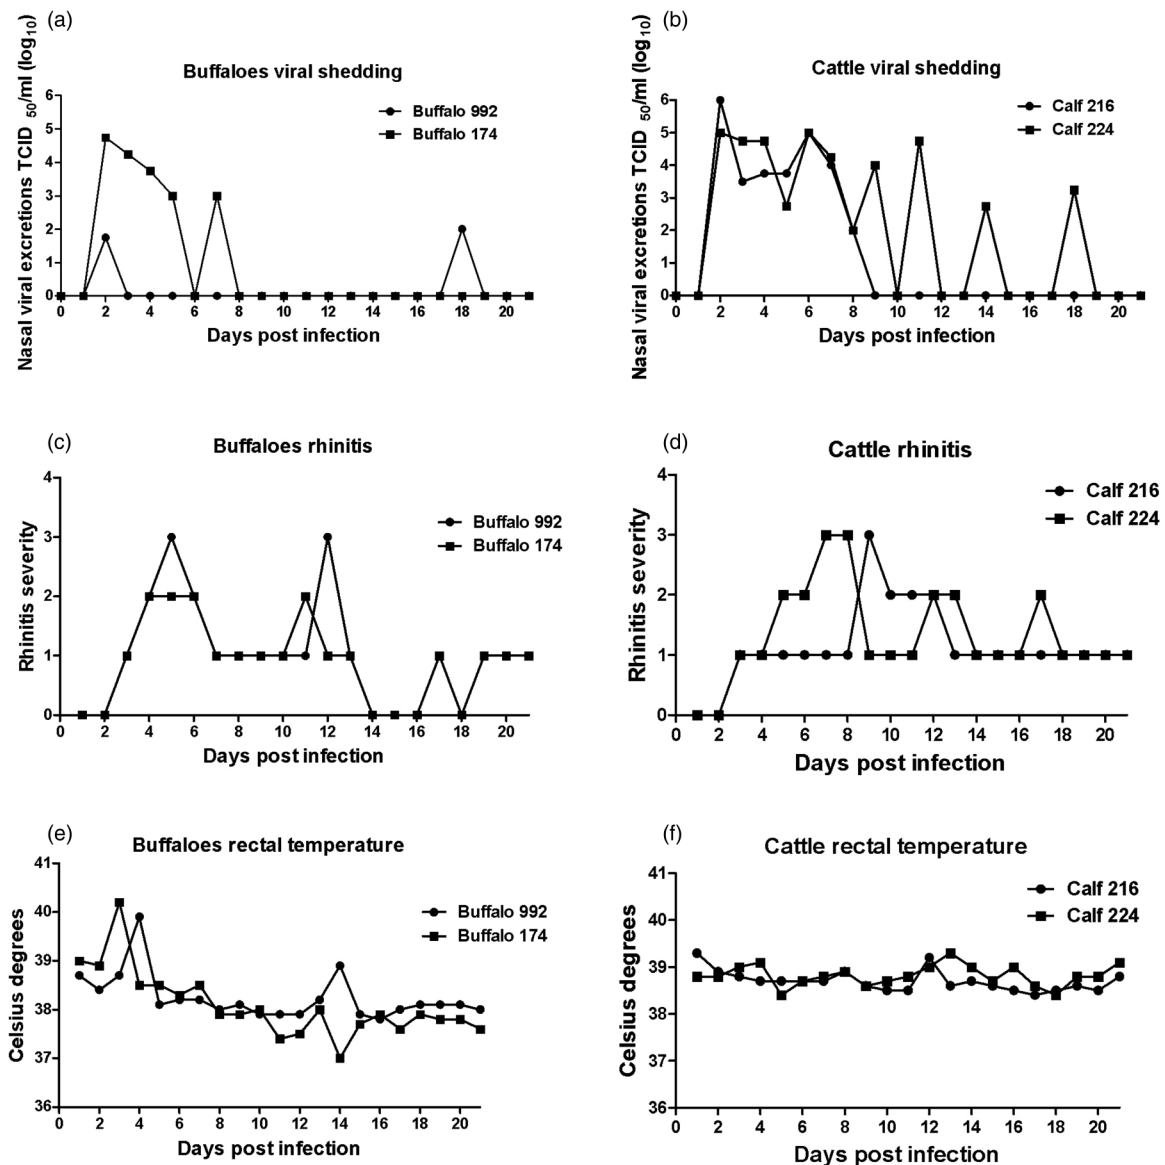 (a)
Buffaloes viral shedding
Nasal viral excretions TCID 50/ml (log10)
6
5
4
3
2
1
0
0 2 4 6 8 10 12 14 16 18 20
Days post infection
Buffalo 992
Buffalo 174
(b)
Cattle viral shedding
Nasal viral excretions TCID 50/ml (log10)
6
5
4
3
2
1
0
0 2 4 6 8 10 12 14 16 18 20
Days post infection
Calf 216
Calf 224
(c)
Buffaloes rhinitis
Rhinitis severity
4
3
2
1
0
0 2 4 6 8 10 12 14 16 18 20
Days post infection
Buffalo 992
Buffalo 174
(d)
Cattle rhinitis
Rhinitis severity
4
3
2
1
0
0 2 4 6 8 10 12 14 16 18 20
Days post infection
Calf 216
Calf 224
(e)
Buffaloes rectal temperature
Celsius degrees
41
40
39
38
37
36
0 2 4 6 8 10 12 14 16 18 20
Days post infection
Buffalo 992
Buffalo 174
(f)
Cattle rectal temperature
Celsius degrees
41
40
39
38
37
36
0 2 4 6 8 10 12 14 16 18 20
Days post infection
Calf 216
Calf 224